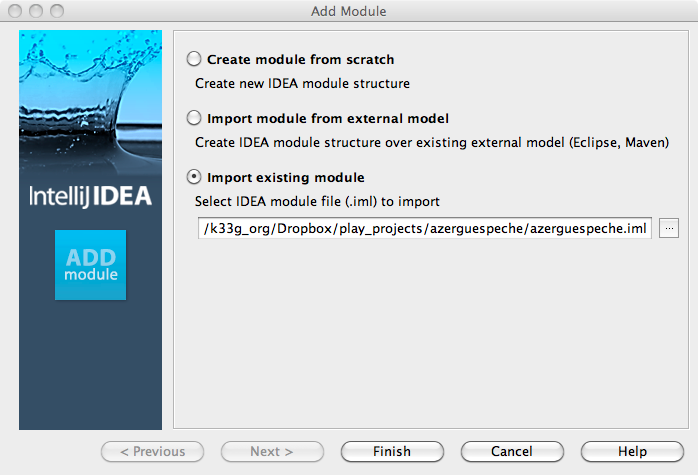 Add Module
IntelliJ IDEA
ADD
module
Create module from scratch
Create new IDEA module structure
Import module from external model
Create IDEA module structure over existing external model (Eclipse, Maven)
Import existing module
Select IDEA module file (.iml) to import
/k33g_org/Dropbox/play_projects/azerguespeche/azerguespeche.iml
...
< Previous
Next >
Finish
Cancel
Help